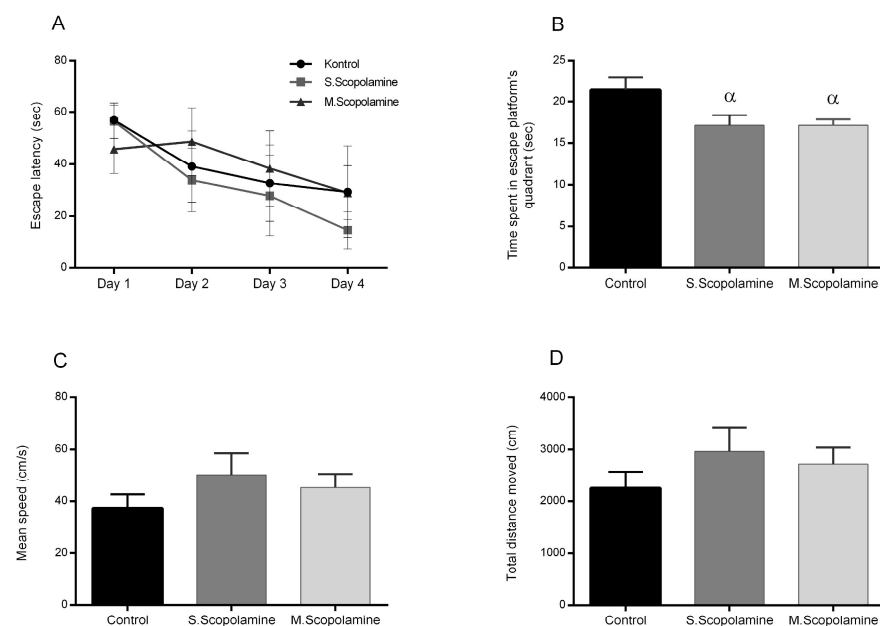 A
Escape latency (sec)
80
60
40
20
0
Day 1 Day 2 Day 3 Day 4
Kontrol
S.Scopolamine
M.Scopolamine
B
Time spent in escape platform's
quadrant (sec)
25
20
15
10
5
0
α α
Control S.Scopolamine M.Scopolamine
C
Mean speed (cm/s)
80
60
40
20
0
Control S.Scopolamine M.Scopolamine
D
Total distance moved (cm)
4000
3000
2000
1000
0
Control S.Scopolamine M.Scopolamine